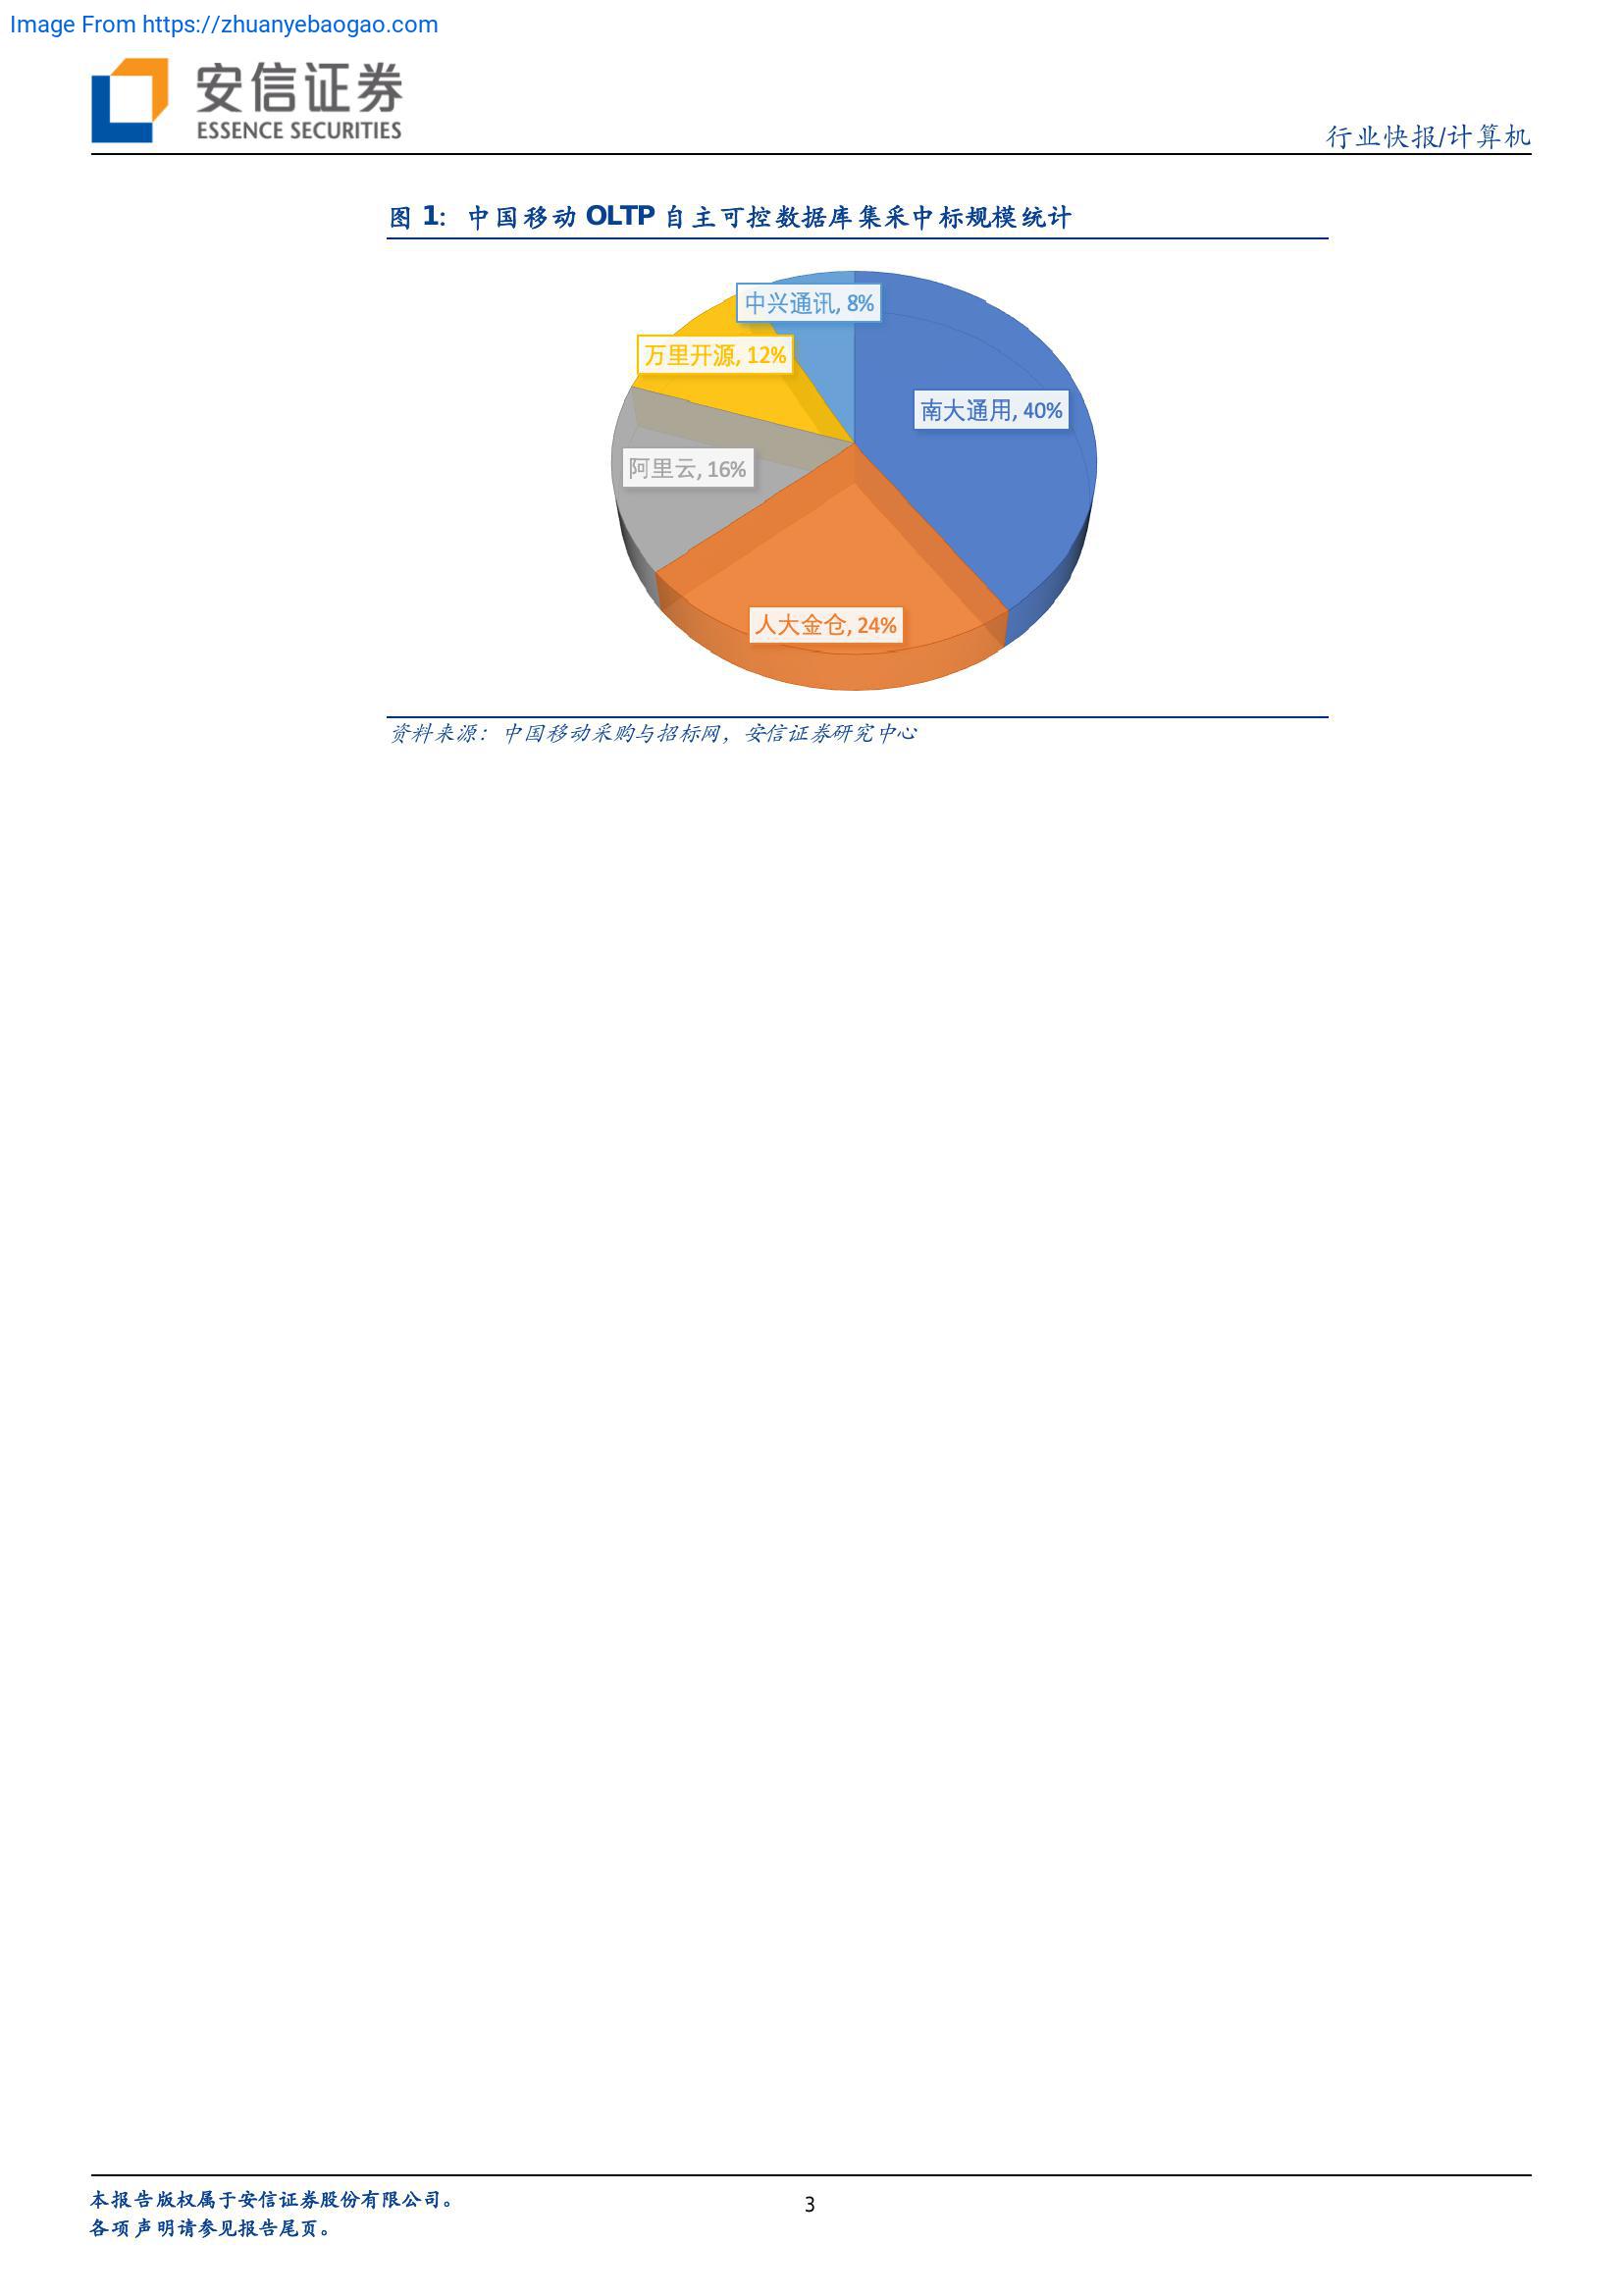 Image From https://zhuanyebaogao.com
安信证券
ESSENCE SECURITIES
行业快报/计算机
图 1: 中国移动 OLTP 自主可控数据库集采中标规模统计
中兴通讯, 8%
万里开源, 12%
南大通用, 40%
阿里云, 16%
人大金仓, 24%
资料来源：中国移动采购与招标网，安信证券研究中心
本报告版权属于安信证券股份有限公司。
3
各项声明请参见报告尾页。